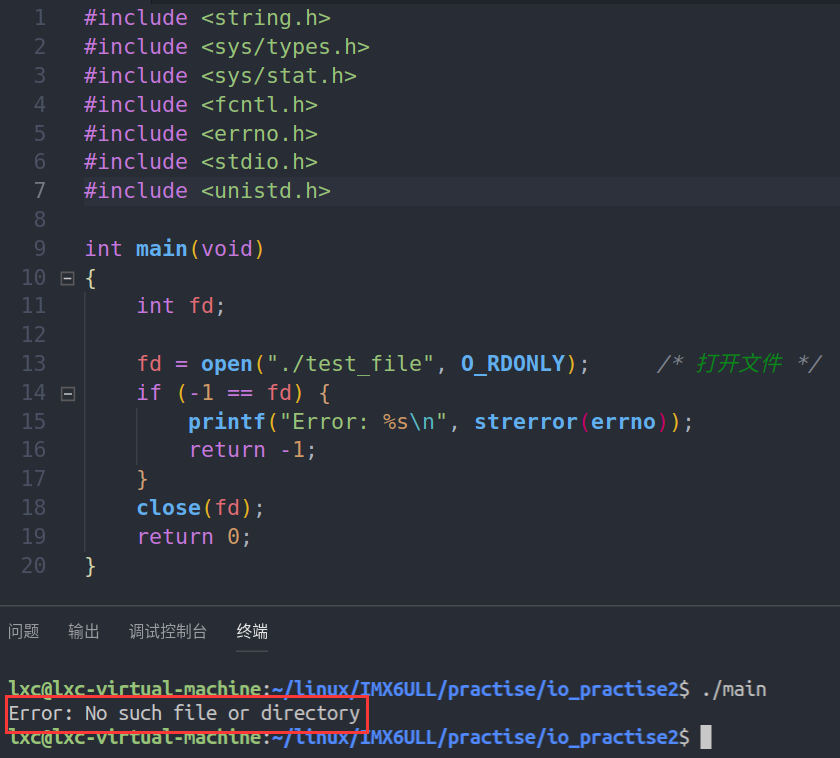 1 #include <string.h>
2 #include <sys/types.h>
3 #include <sys/stat.h>
4 #include <fcntl.h>
5 #include <errno.h>
6 #include <stdio.h>
7 #include <unistd.h>
8
9 int main(void)
10 {
11     int fd;
12
13     fd = open("./test_file", O_RDONLY);     /* 打开文件 */
14     if (-1 == fd) {
15         printf("Error: %s\n", strerror(errno));
16         return -1;
17     }
18     close(fd);
19     return 0;
20 }
问题 输出 调试控制台 终端
lxc@lxc-virtual-machine:~/linux/IMX6ULL/practise/io_practise2$ ./main
Error: No such file or directory
lxc@lxc-virtual-machine:~/linux/IMX6ULL/practise/io_practise2$